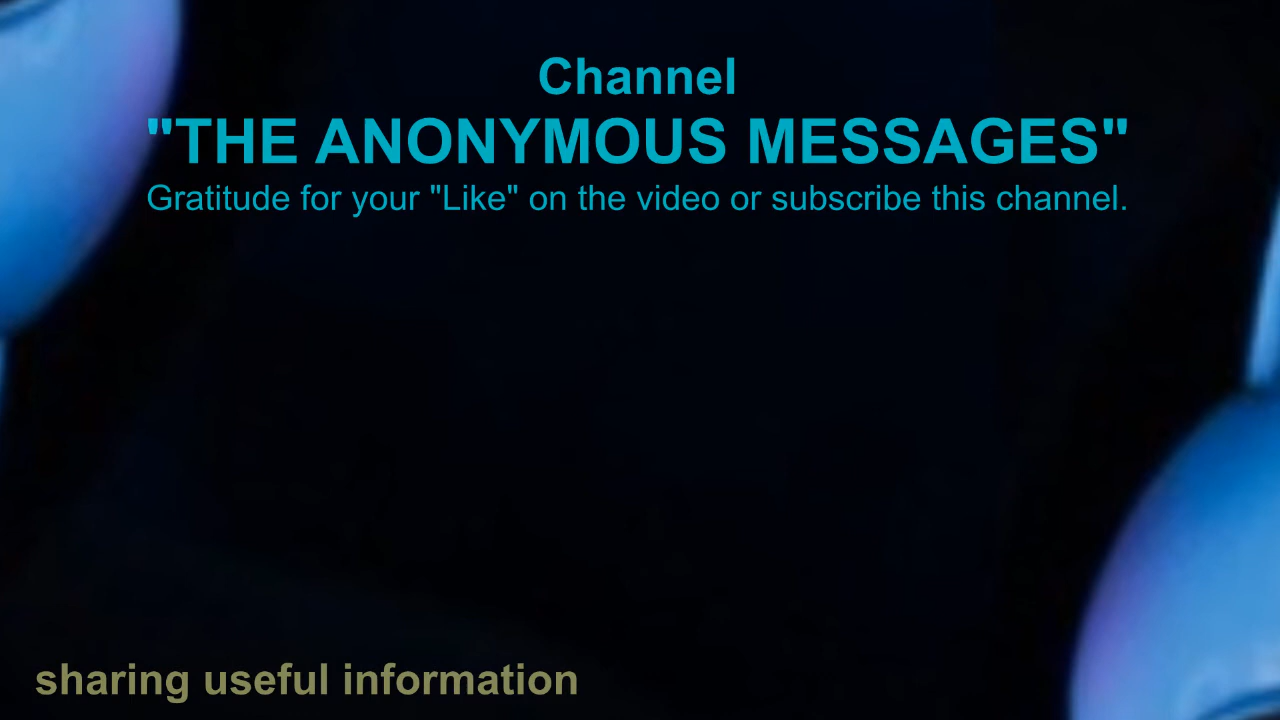 Channel
"THE ANONYMOUS MESSAGES"
Gratitude for your "Like" on the video or subscribe this channel.
sharing useful information